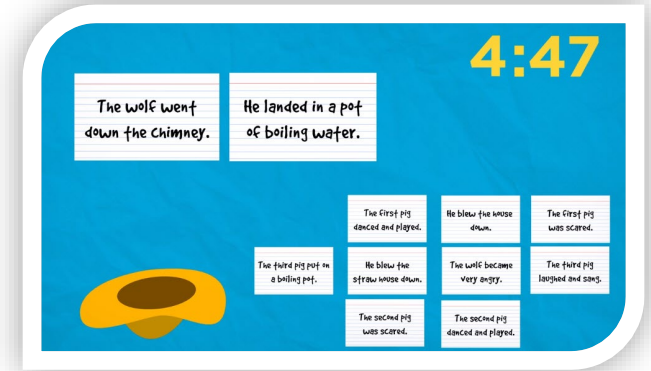 4:47
The wolf went
down the chimney.
He landed in a pot
of boiling water.
The first pig
danced and played.
He blew the house
down.
The first pig
was scared.
The third pig put on
a boiling pot.
He blew the
straw house down.
The wolf became
very angry.
The third pig
laughed and sang.
The second pig
was scared.
The second pig
danced and played.